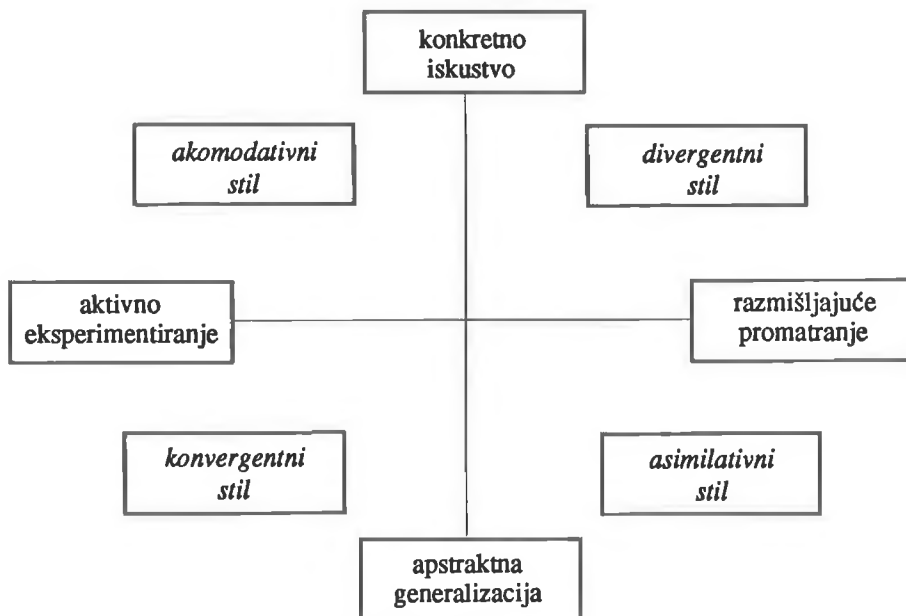 konkretno
iskustvo
akomodativni
stil
divergentni
stil
aktivno
eksperimentiranje
razmišljajuće
promatranje
konvergentni
stil
asimilativni
stil
apstraktna
generalizacija